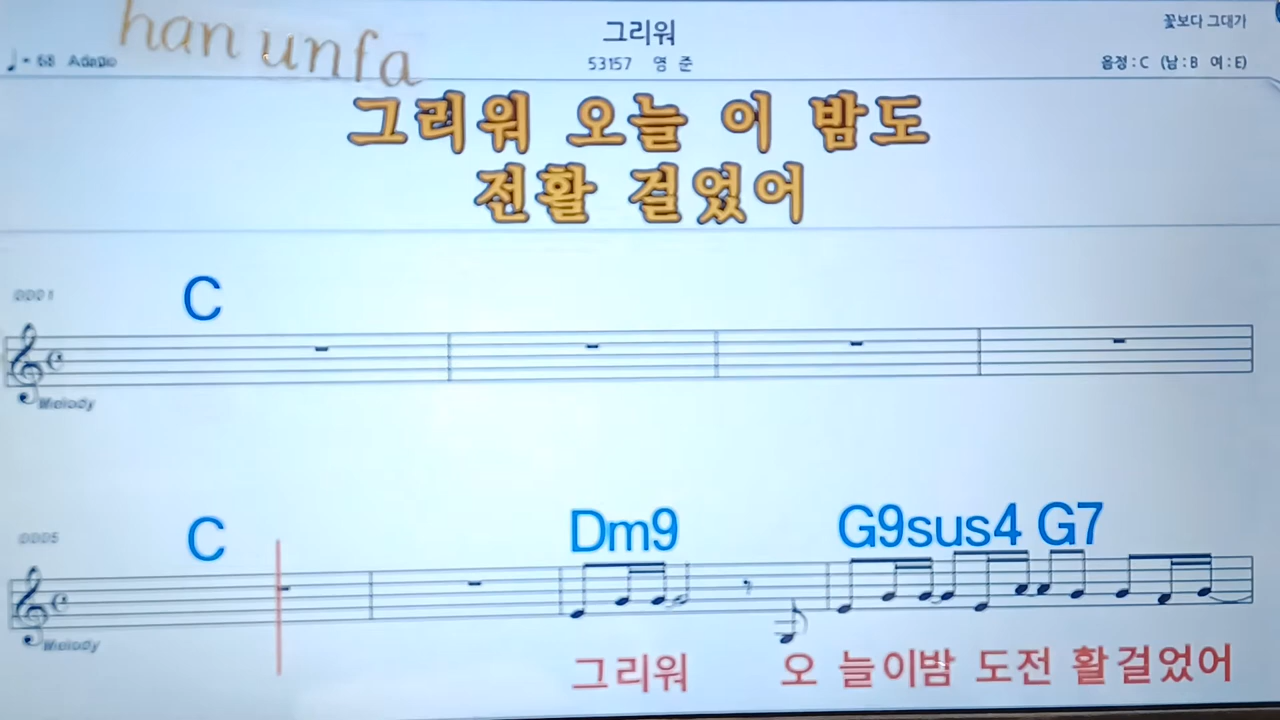 han unfa
그리워
꽃보다 그대가
♩= 68 Adagio
53157 영 준
음정 : C (남 : B 여 : E)
그리워 오늘 이 밤도
전활 걸었어
0001
C
Melody
0005
C Dm9 G9sus4 G7
Melody
그리워 오 늘이밤 도전 활걸었어